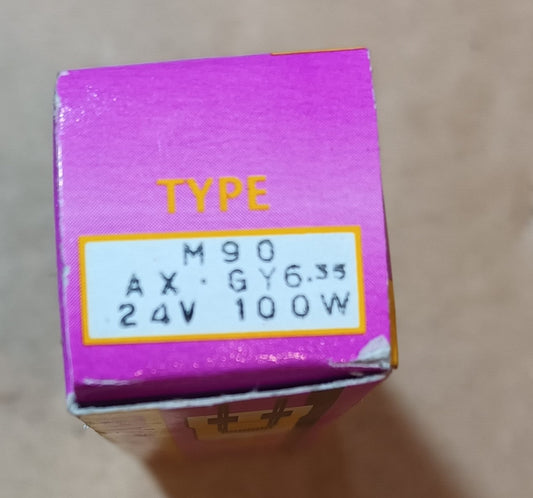 TYPE
M90
AX · GY6.35
24V 100W